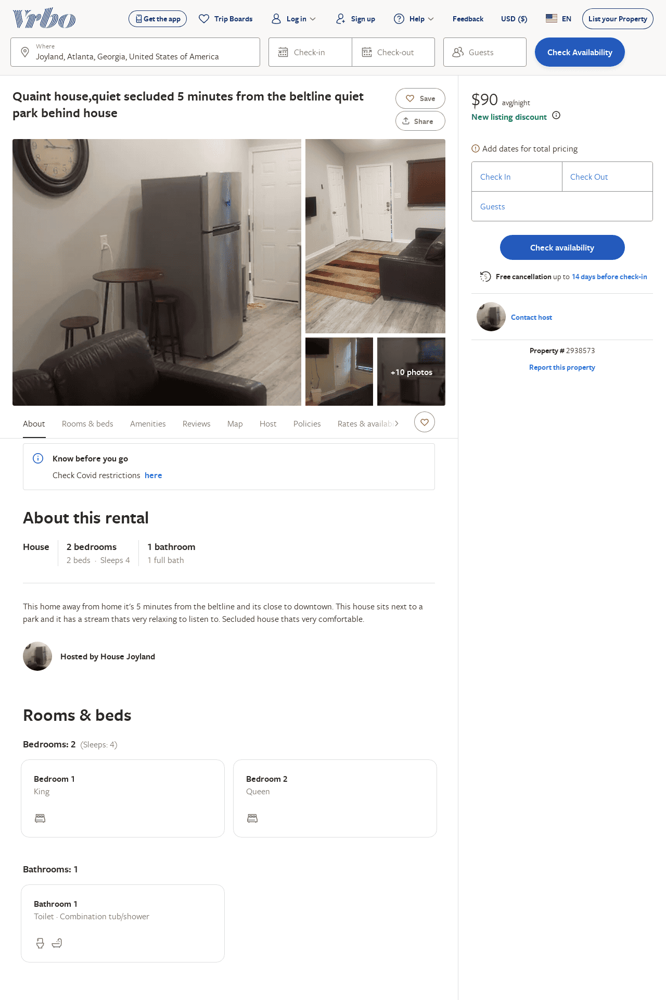 Vrbo
Get the app
Trip Boards
Log in
Sign up
Help
Feedback
USD ($)
EN
List your Property
Where
Joyland, Atlanta, Georgia, United States of America
Check-in
Check-out
Guests
Check Availability
Quaint house,quiet secluded 5 minutes from the beltline quiet
park behind house
Save
Share
+10 photos
$90 avg/night
New listing discount
Add dates for total pricing
Check In
Check Out
Guests
Check availability
Free cancellation up to 14 days before check-in
Contact host
Property # 2938573
Report this property
About
Rooms & beds
Amenities
Reviews
Map
Host
Policies
Rates & availabi
Know before you go
Check Covid restrictions here
About this rental
House
2 bedrooms
2 beds · Sleeps 4
1 bathroom
1 full bath
This home away from home it's 5 minutes from the beltline and its close to downtown. This house sits next to a
park and it has a stream thats very relaxing to listen to. Secluded house thats very comfortable.
Hosted by House Joyland
Rooms & beds
Bedrooms: 2 (Sleeps: 4)
Bedroom 1
King
Bedroom 2
Queen
Bathrooms: 1
Bathroom 1
Toilet · Combination tub/shower